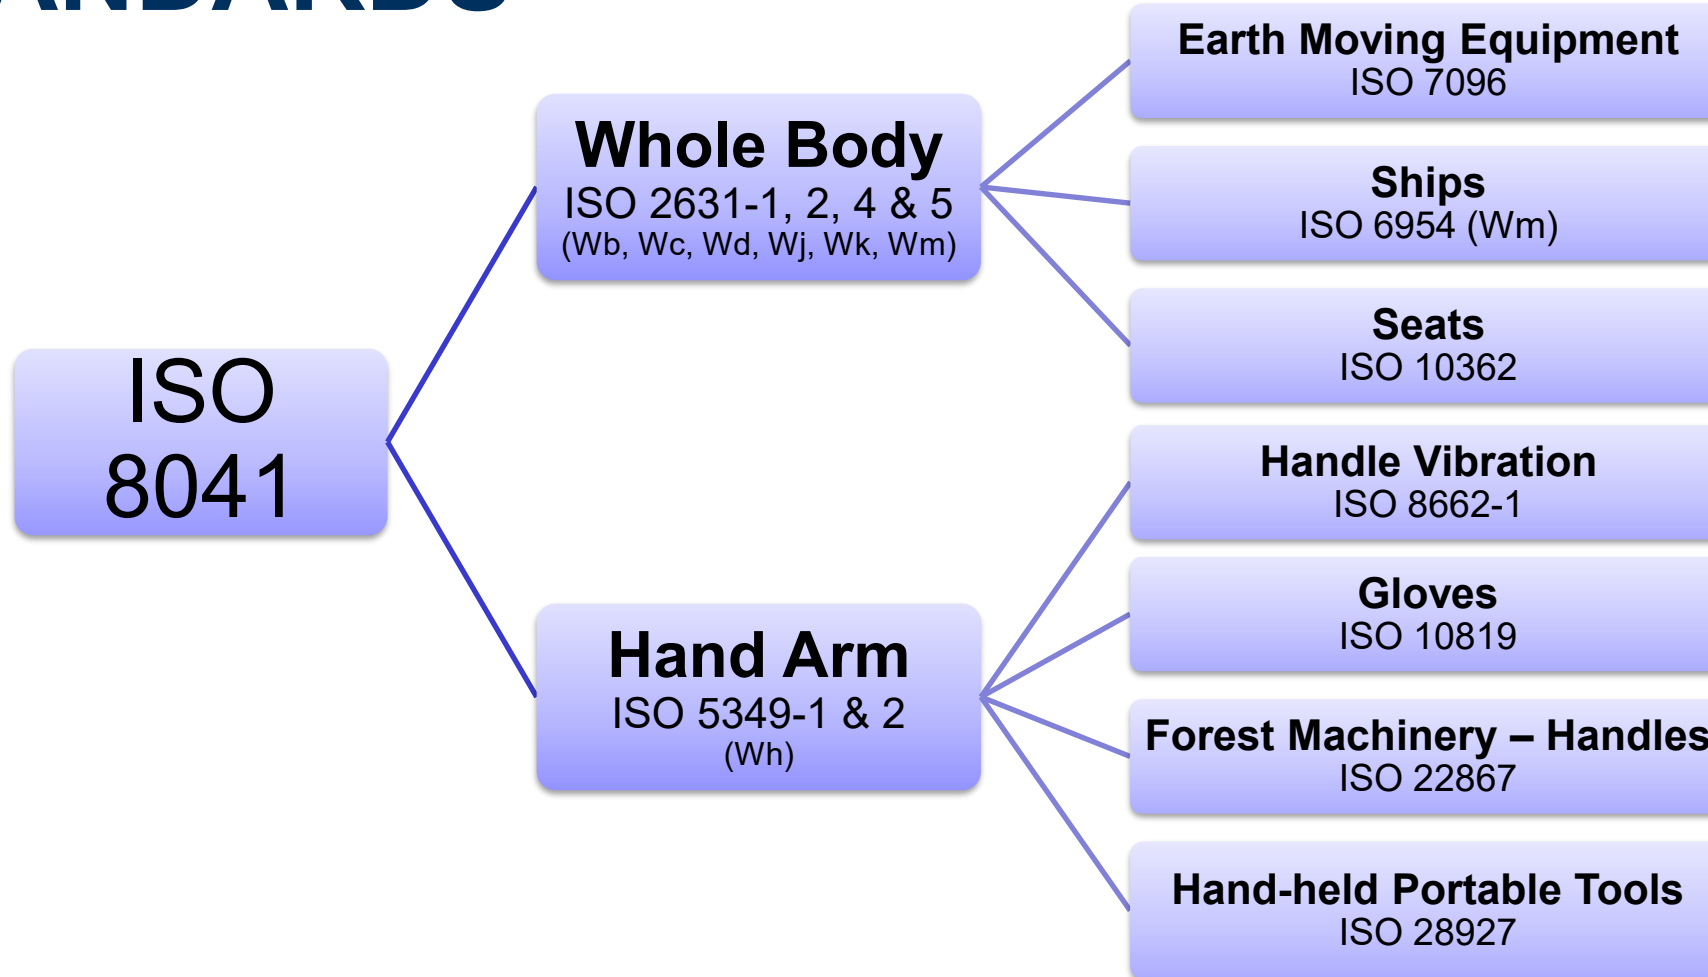 ISO
8041
Whole Body
ISO 2631-1, 2, 4 & 5
(Wb, Wc, Wd, Wj, Wk, Wm)
Hand Arm
ISO 5349-1 & 2
(Wh)
Earth Moving Equipment
ISO 7096
Ships
ISO 6954 (Wm)
Seats
ISO 10362
Handle Vibration
ISO 8662-1
Gloves
ISO 10819
Forest Machinery – Handles
ISO 22867
Hand-held Portable Tools
ISO 28927